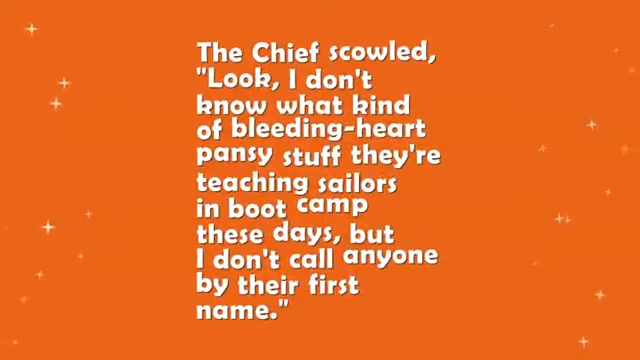 The Chief scowled,
"Look, I don't
know what kind
of bleeding-heart
pansy stuff they're
teaching sailors
in boot camp
these days, but
I don't call anyone
by their first
name."